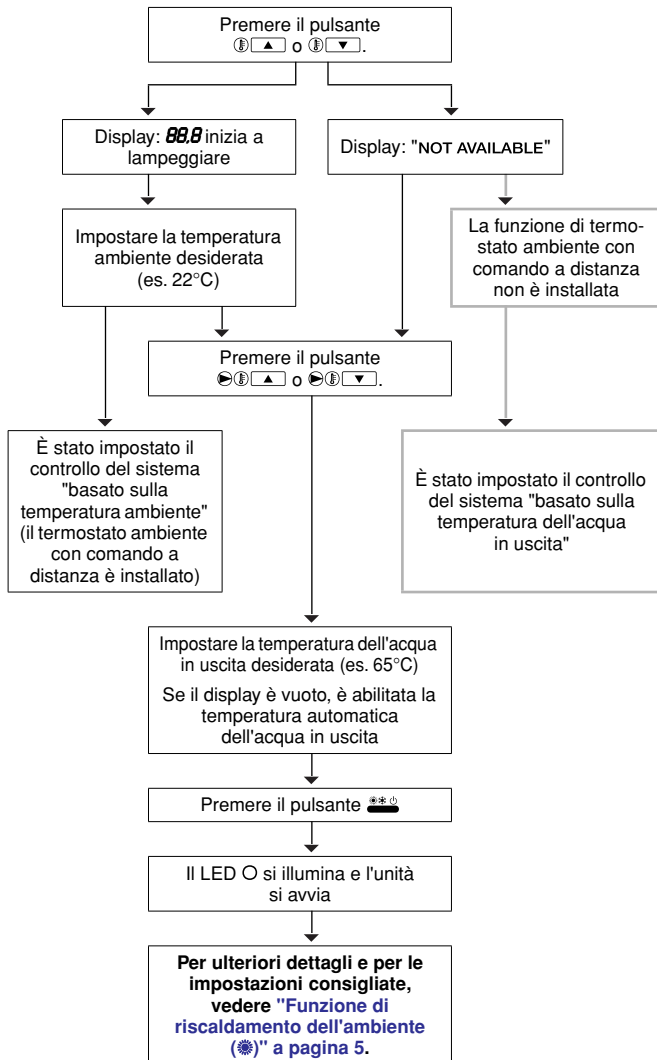 Premere il pulsante
▲ o ▼.
Display: 88.8 inizia a
lampeggiare
Display: "NOT AVAILABLE"
Impostare la temperatura
ambiente desiderata
(es. 22°C)
La funzione di termo-
stato ambiente con
comando a distanza
non è installata
Premere il pulsante
▲ o ▼.
È stato impostato il
controllo del sistema
"basato sulla
temperatura ambiente"
(il termostato ambiente
con comando a
distanza è installato)
È stato impostato il controllo
del sistema "basato sulla
temperatura dell'acqua
in uscita"
Impostare la temperatura dell'acqua
in uscita desiderata (es. 65°C)
Se il display è vuoto, è abilitata la
temperatura automatica
dell'acqua in uscita
Premere il pulsante
Il LED O si illumina e l'unità
si avvia
Per ulteriori dettagli e per le
impostazioni consigliate,
vedere "Funzione di
riscaldamento dell'ambiente
(☀)" a pagina 5.